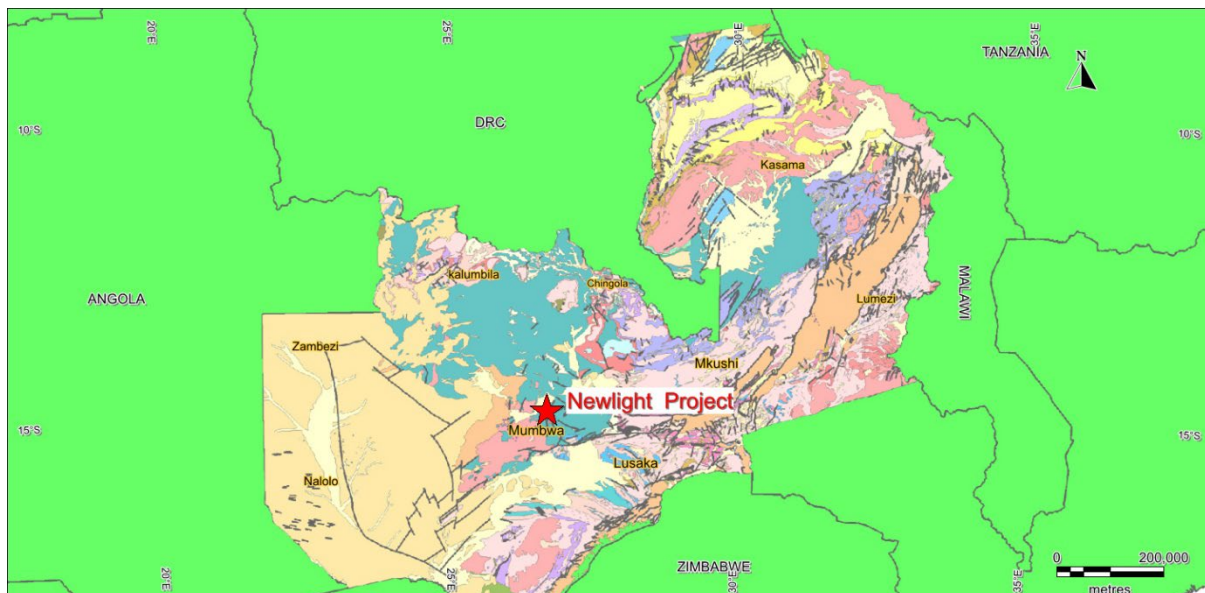 20°E
25°E
30°E
35°E
TANZANIA
N
10°S
DRC
10°S
Kasama
kalumbila
Chingola
ANGOLA
MALAWI
Lumezi
Zambezi
Mkushi
Newlight Project
15°S
Mumbwa
15°S
Lusaka
Nalolo
ZIMBABWE
0
200,000
metres
20°E
25°E
30°E
35°E